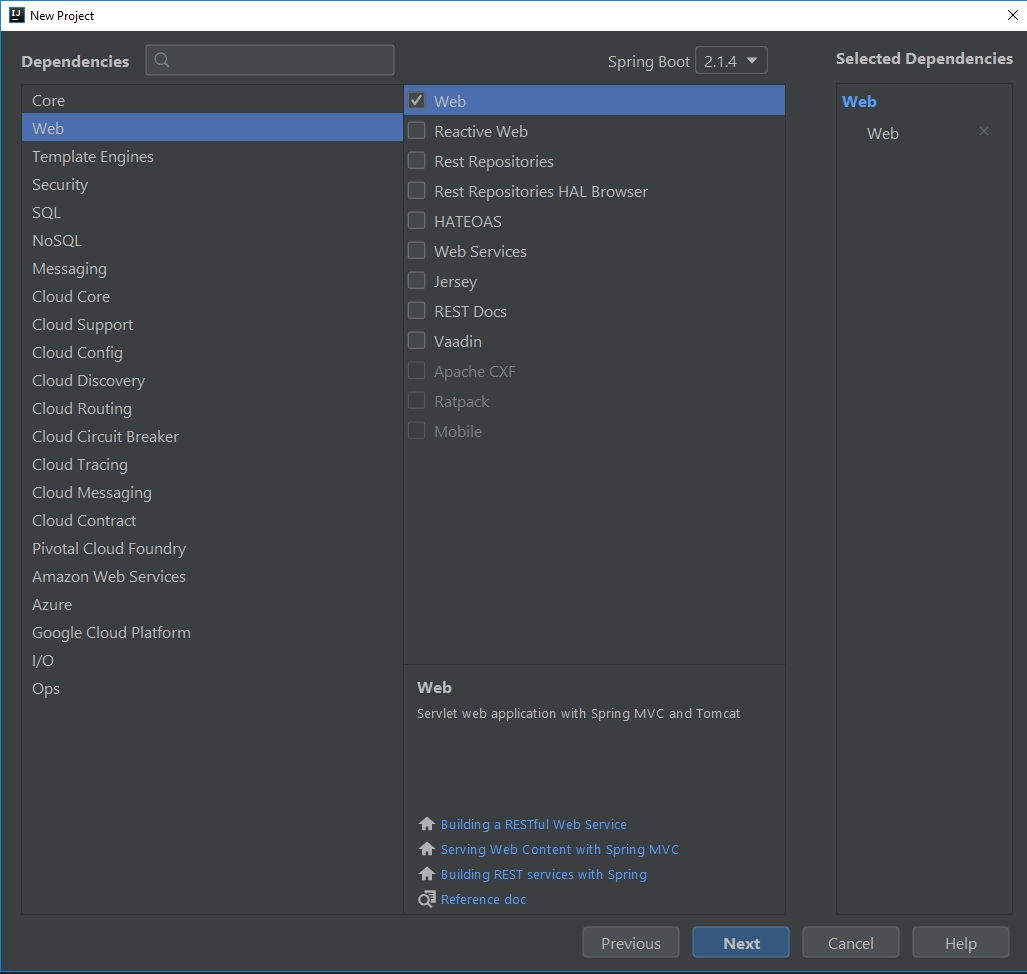 New Project
Dependencies
Spring Boot 2.1.4
Selected Dependencies
Core
Web
Template Engines
Security
SQL
NoSQL
Messaging
Cloud Core
Cloud Support
Cloud Config
Cloud Discovery
Cloud Routing
Cloud Circuit Breaker
Cloud Tracing
Cloud Messaging
Cloud Contract
Pivotal Cloud Foundry
Amazon Web Services
Azure
Google Cloud Platform
I/O
Ops
Web
Reactive Web
Rest Repositories
Rest Repositories HAL Browser
HATEOAS
Web Services
Jersey
REST Docs
Vaadin
Apache CXF
Ratpack
Mobile
Web
Servlet web application with Spring MVC and Tomcat
Building a RESTful Web Service
Serving Web Content with Spring MVC
Building REST services with Spring
Reference doc
Web
Web
Previous
Next
Cancel
Help